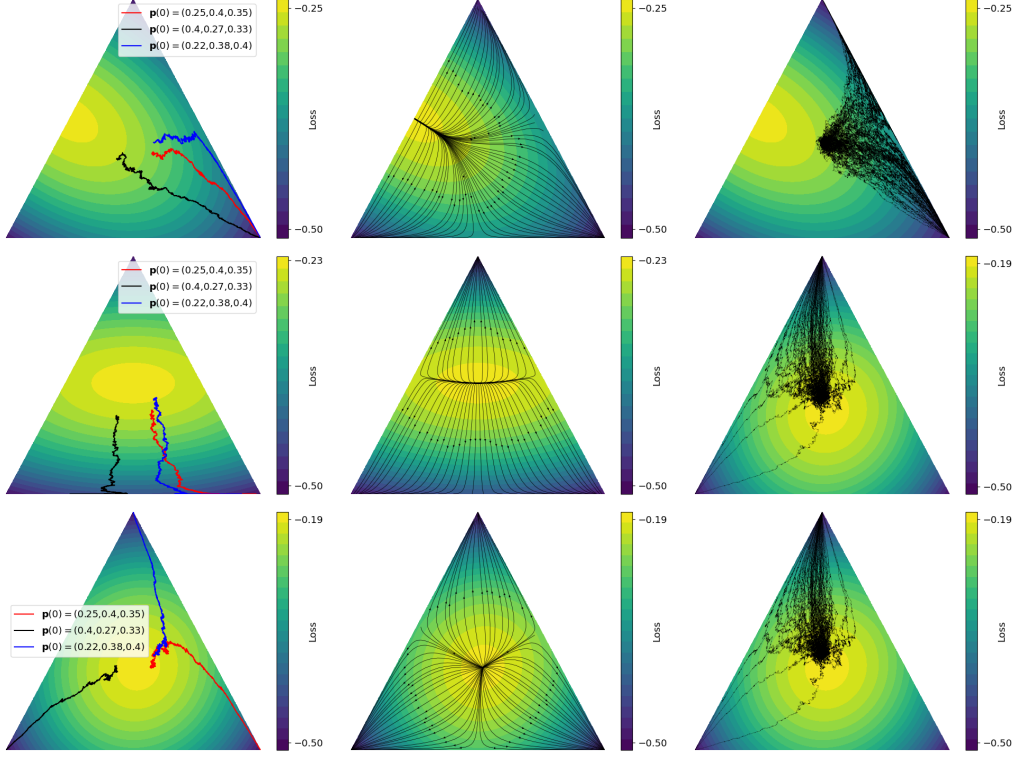 p(0) = (0.25,0.4,0.35)
p(0) = (0.4,0.27,0.33)
p(0) = (0.22,0.38,0.4)
−0.25
Loss
−0.50
−0.25
Loss
−0.50
−0.25
Loss
−0.50
p(0) = (0.25,0.4,0.35)
p(0) = (0.4,0.27,0.33)
p(0) = (0.22,0.38,0.4)
−0.23
Loss
−0.50
−0.23
Loss
−0.50
−0.19
Loss
−0.50
p(0) = (0.25,0.4,0.35)
p(0) = (0.4,0.27,0.33)
p(0) = (0.22,0.38,0.4)
−0.19
Loss
−0.50
−0.19
Loss
−0.50
−0.19
Loss
−0.50